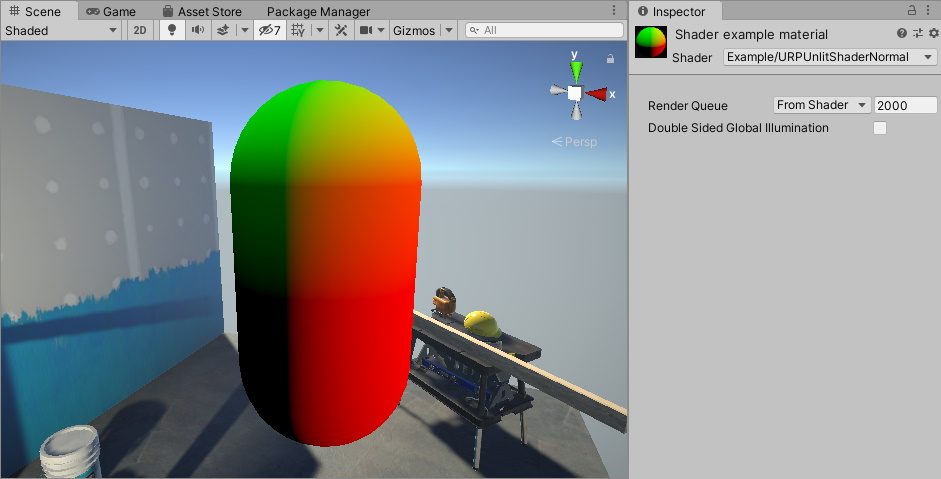 Scene Game Asset Store Package Manager
Shaded 2D 7 Gizmos All
y
x
Persp
Inspector
Shader example material
Shader Example/URPUnlitShaderNormal
Render Queue From Shader 2000
Double Sided Global Illumination